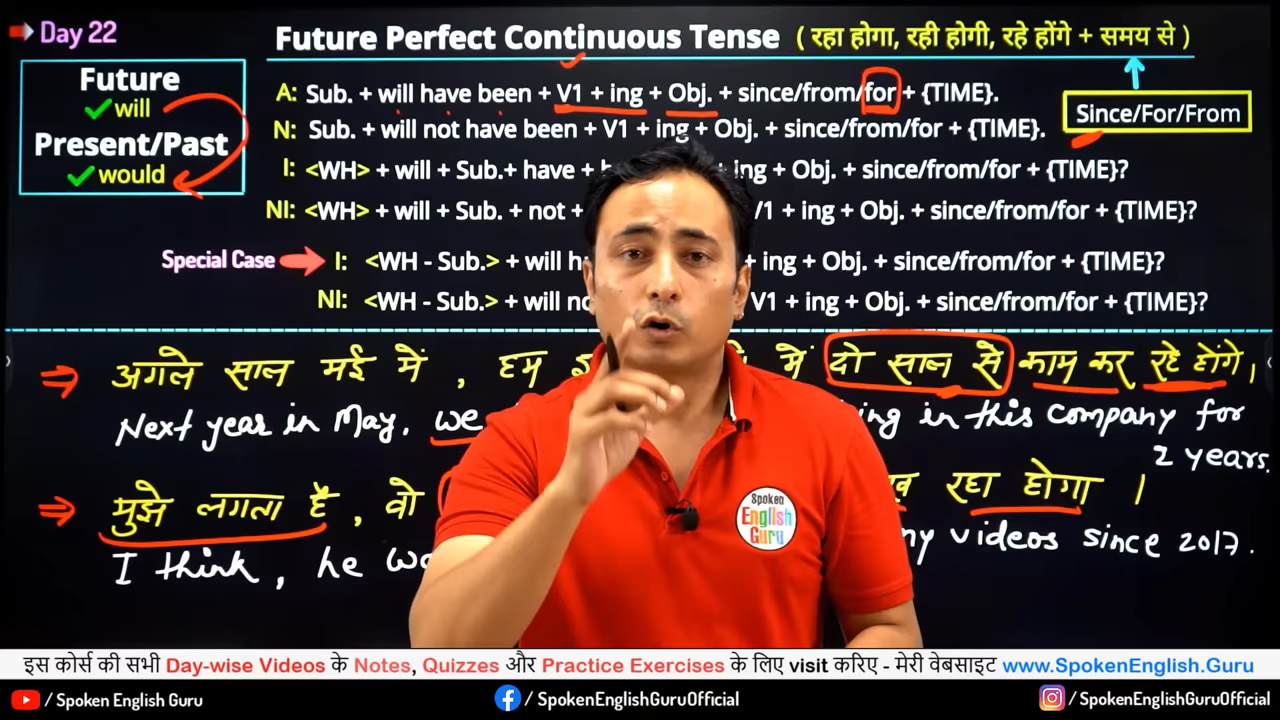 Day 22
Future Perfect Continuous Tense ( रहा होगा, रही होगी, रहे होंगे + समय से )
Future
will
Present/Past
would
A: Sub. + will have been + V1 + ing + Obj. + since/from/for + {TIME}.
Since/For/From
N: Sub. + will not have been + V1 + ing + Obj. + since/from/for + {TIME}.
I: <WH> + will + Sub.+ have + ing + Obj. + since/from/for + {TIME}?
NI: <WH> + will + Sub. + not + V1 + ing + Obj. + since/from/for + {TIME}?
Special Case I: <WH - Sub.> + will + ing + Obj. + since/from/for + {TIME}?
NI: <WH - Sub.> + will V1 + ing + Obj. + since/from/for + {TIME}?
अगले साल मई में, हम में दो साल से काम कर रहे होंगे।
Next year in May, we in this company for
2 years.
मुझे लगता है, वो रहा होगा।
I think, he videos since 2017.
Spoken
English
Guru
इस कोर्स की सभी Day-wise Videos के Notes, Quizzes और Practice Exercises के लिए visit करिए - मेरी वेबसाइट www.SpokenEnglish.Guru
/ Spoken English Guru
/ SpokenEnglishGuruOfficial
/ SpokenEnglishGuruOfficial